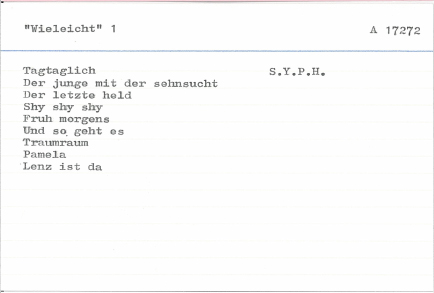 "Wieleicht" 1 A 17272
Tagtaglich S.Y.P.H.
Der junge mit der sehnsucht
Der letzte held
Shy shy shy
Fruh morgens
Und so geht es
Traumraum
Pamela
Lenz ist da